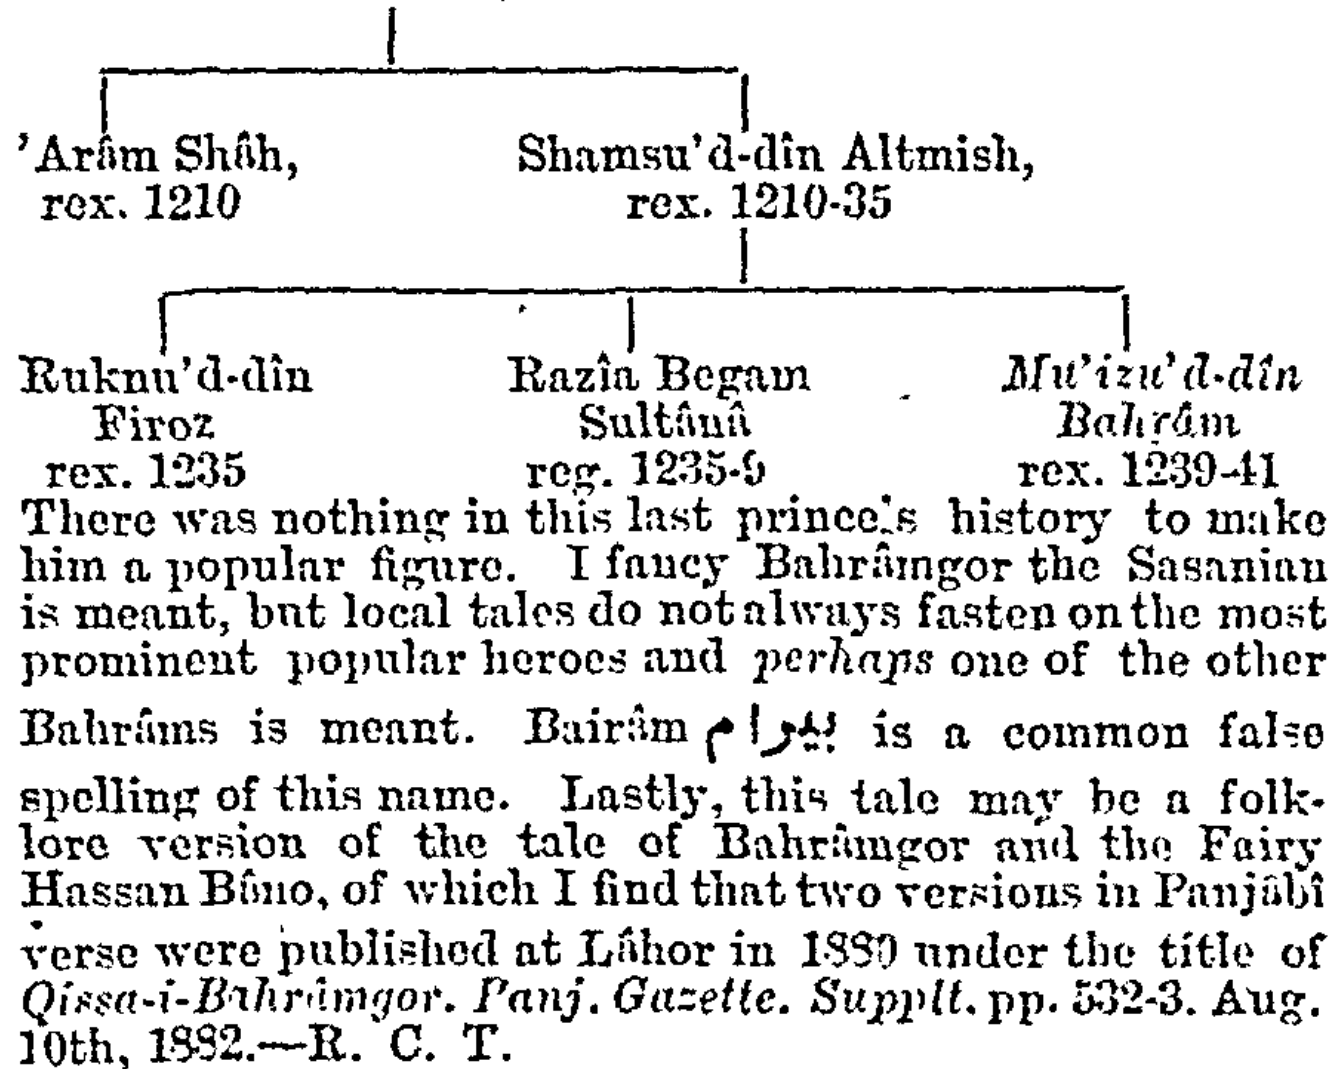 ’Arâm Shâh, Shamsu’d-dîn Altmish,
rex. 1210 rex. 1210-35
Ruknu’d-dîn Razîa Begam Mu’izu’d-dîn
Firoz Sultânâ Bahrâm
rex. 1235 reg. 1235-9 rex. 1239-41
There was nothing in this last prince's history to make
him a popular figure. I fancy Bahrâmgor the Sasanian
is meant, but local tales do not always fasten on the most
prominent popular heroes and perhaps one of the other
Bahrâms is meant. Bairâm بیرام is a common false
spelling of this name. Lastly, this tale may be a folk-
lore version of the tale of Bahrâmgor and the Fairy
Hassan Bâno, of which I find that two versions in Panjâbî
verse were published at Lâhor in 1880 under the title of
Qissa-i-Bahrâmgor. Panj. Gazette. Supplt. pp. 532-3. Aug.
10th, 1882.—R. C. T.